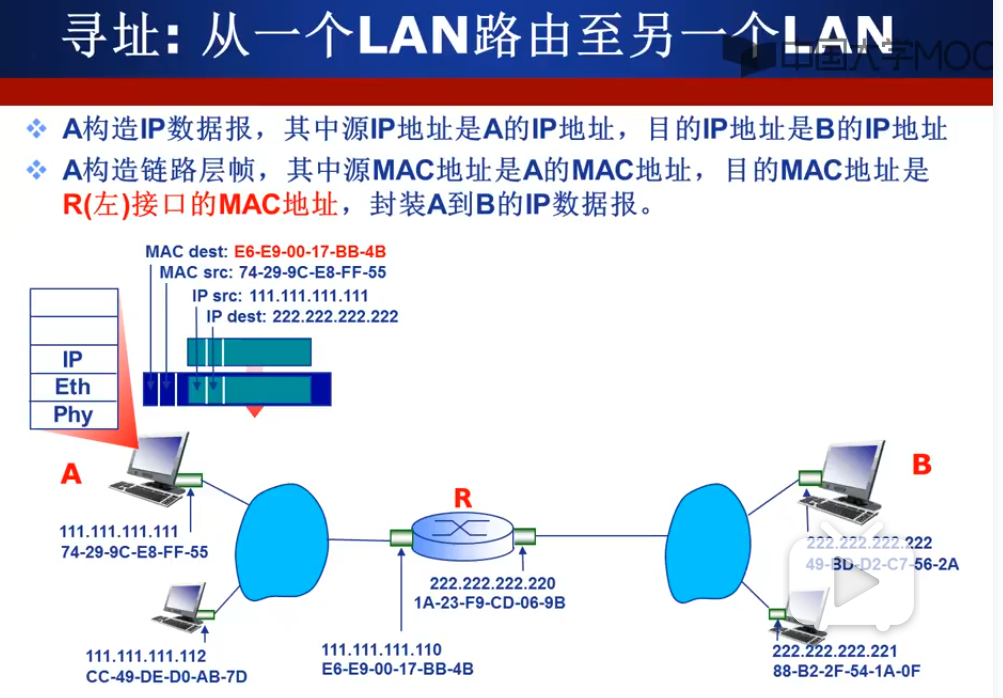 寻址: 从一个LAN路由至另一个LAN
中国大学MOO
A构造IP数据报，其中源IP地址是A的IP地址，目的IP地址是B的IP地址
A构造链路层帧，其中源MAC地址是A的MAC地址，目的MAC地址是
R(左)接口的MAC地址，封装A到B的IP数据报。
MAC dest: E6-E9-00-17-BB-4B
MAC src: 74-29-9C-E8-FF-55
IP src: 111.111.111.111
IP dest: 222.222.222.222
IP
Eth
Phy
A
B
R
111.111.111.111
74-29-9C-E8-FF-55
222.222.222.222
49-BD-D2-C7-56-2A
222.222.222.220
1A-23-F9-CD-06-9B
111.111.111.112
CC-49-DE-D0-AB-7D
111.111.111.110
E6-E9-00-17-BB-4B
222.222.222.221
88-B2-2F-54-1A-0F